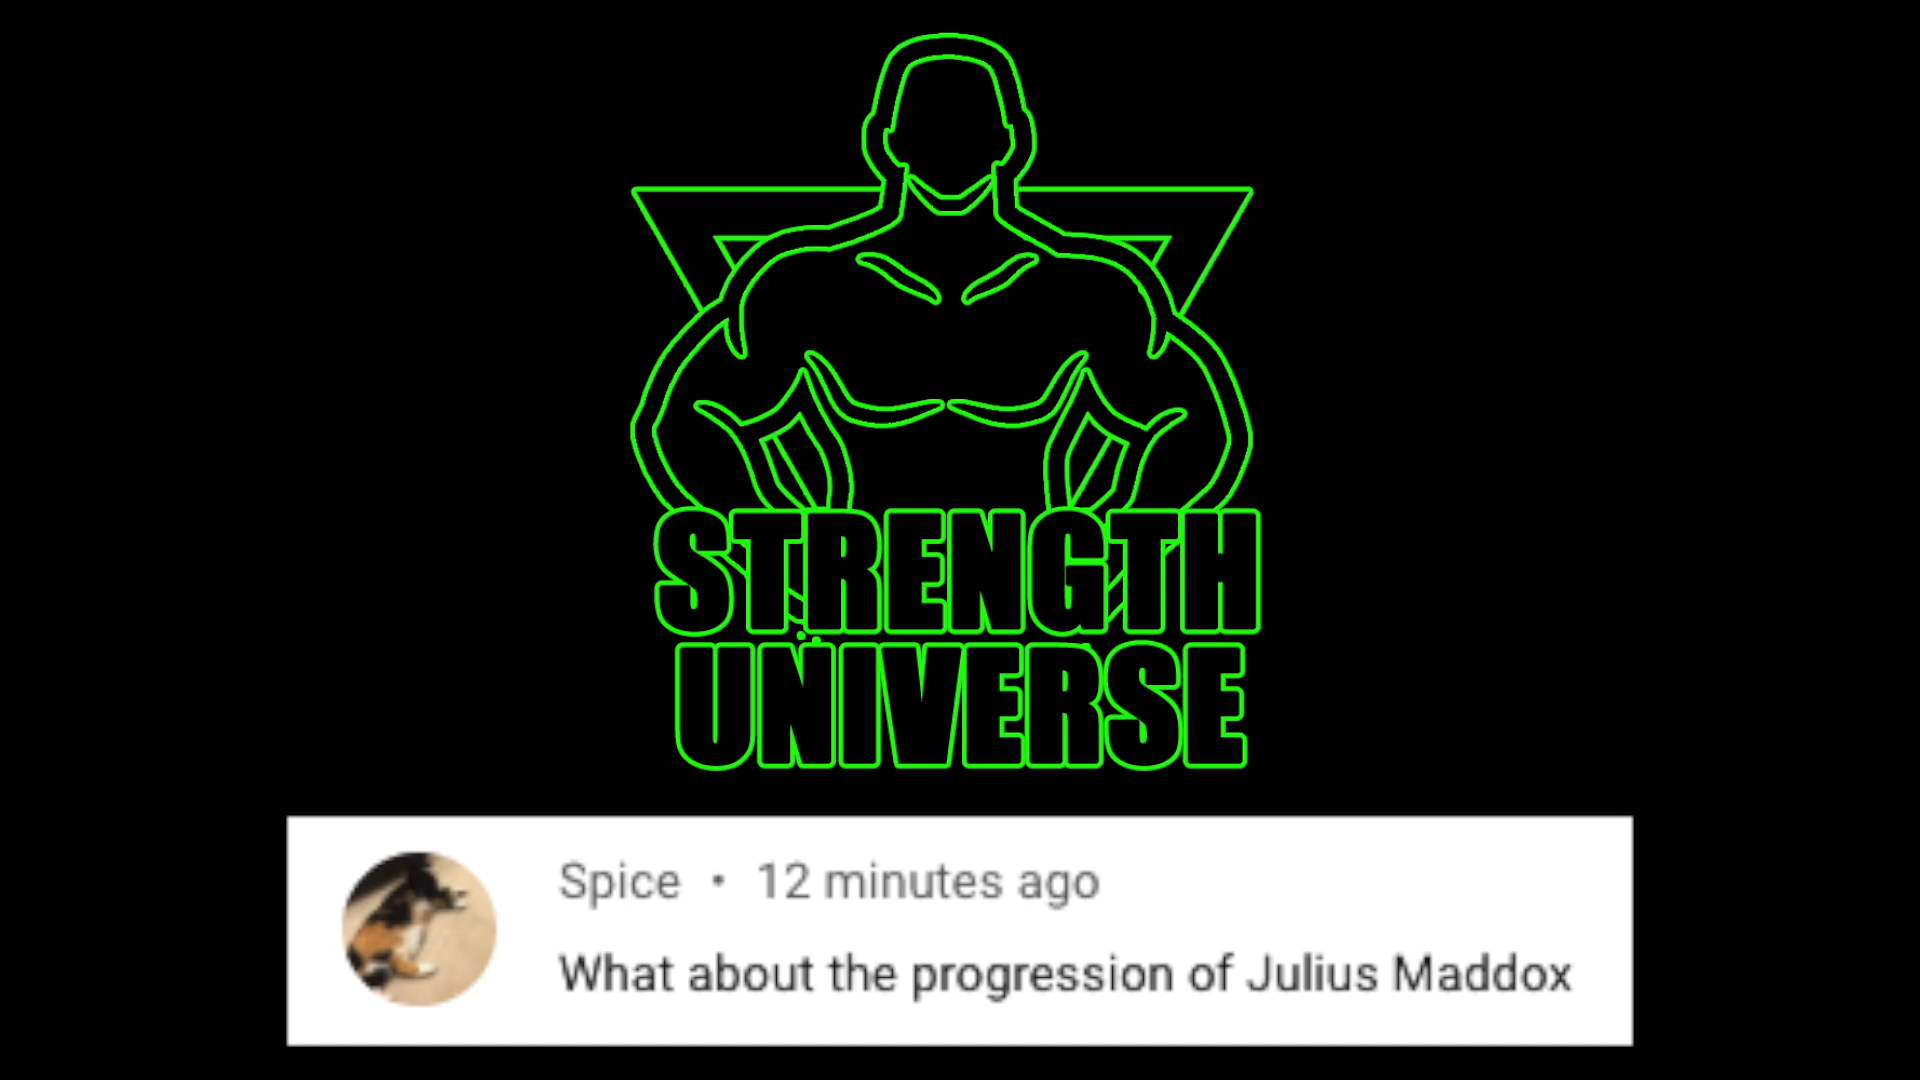 STRENGTH
UNIVERSE
Spice • 12 minutes ago
What about the progression of Julius Maddox